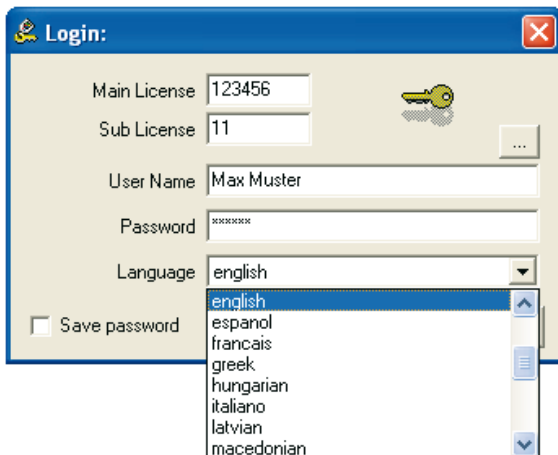 Login:
Main License 123456
Sub License 11
...
User Name Max Muster
Password ******
Language english
english
espanol
Save password
francais
greek
hungarian
italiano
latvian
macedonian